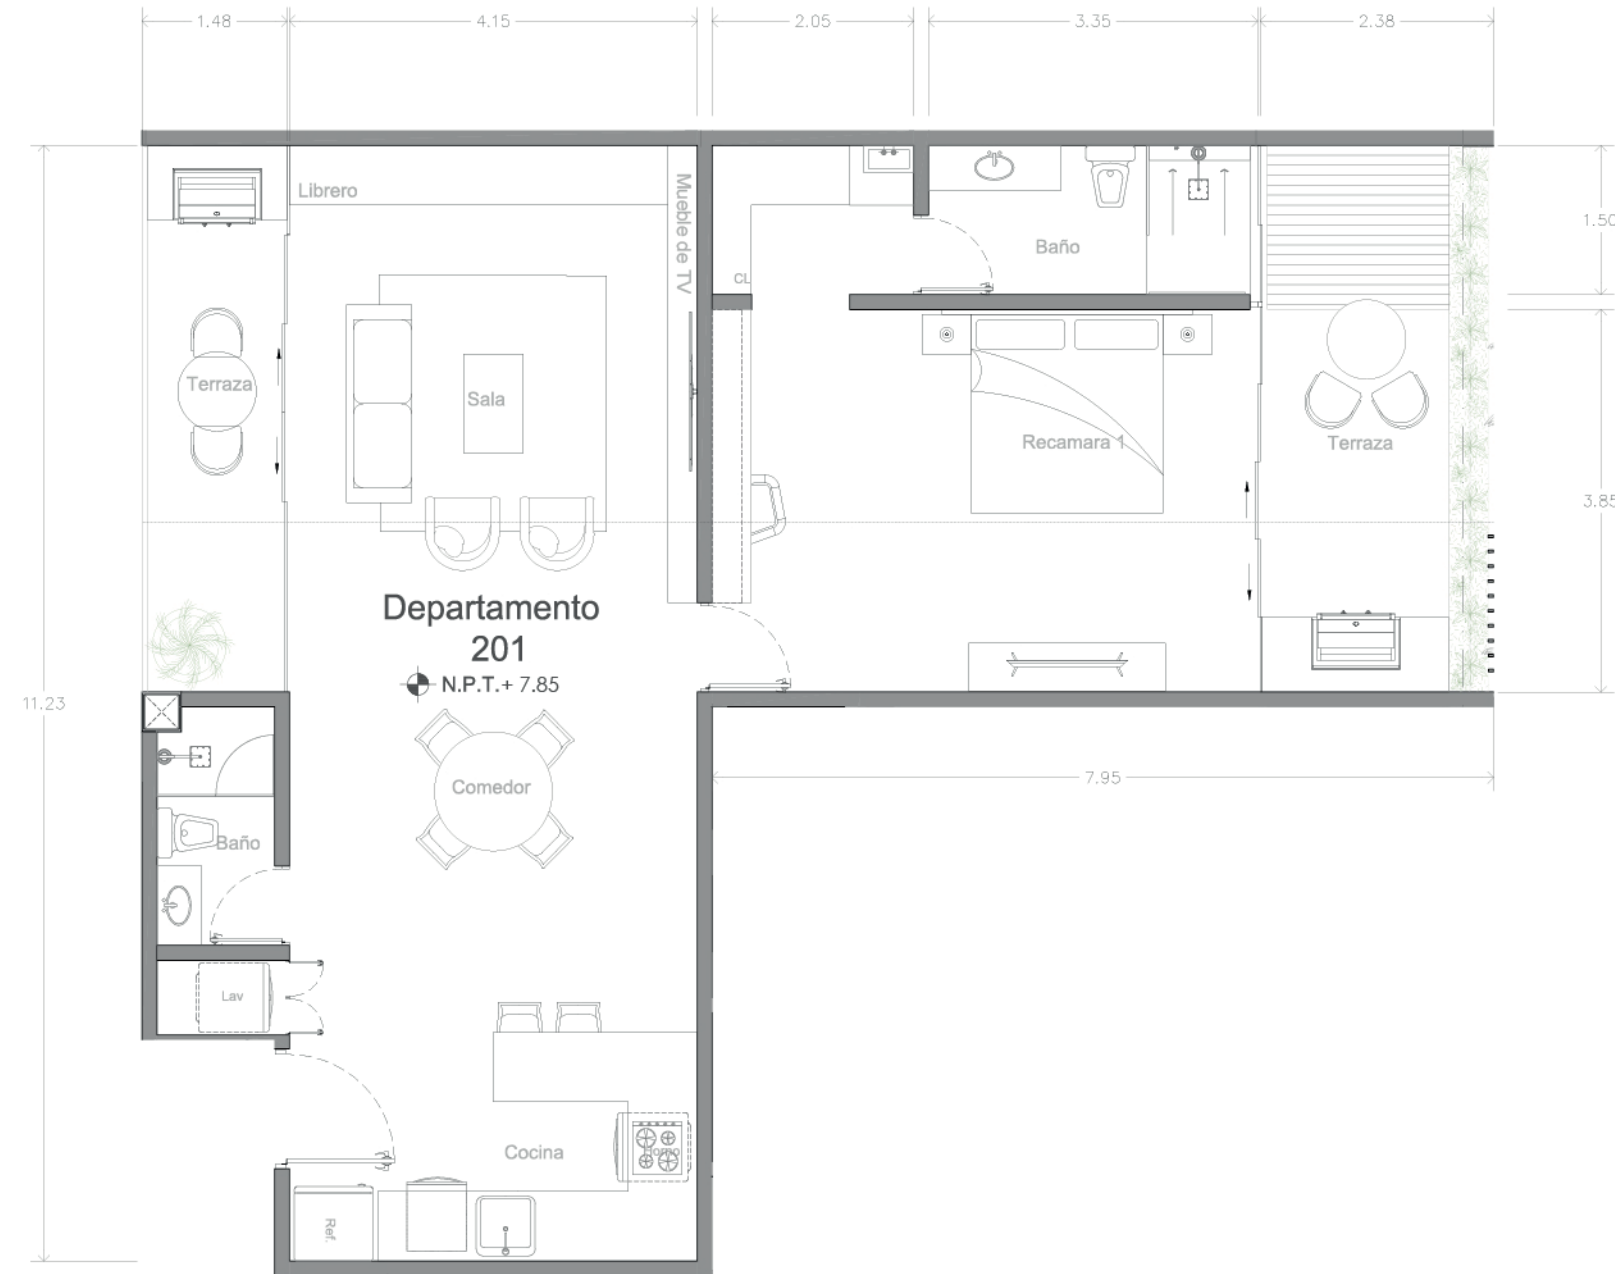 1.48
4.15
2.05
3.35
2.38
Librero
Mueble de TV
CL
Baño
1.50
Terraza
Sala
Recamara 1
Terraza
3.85
Departamento
201
N.P.T.+ 7.85
11.23
7.95
Comedor
Baño
Lav
Cocina
Horno
Ref.